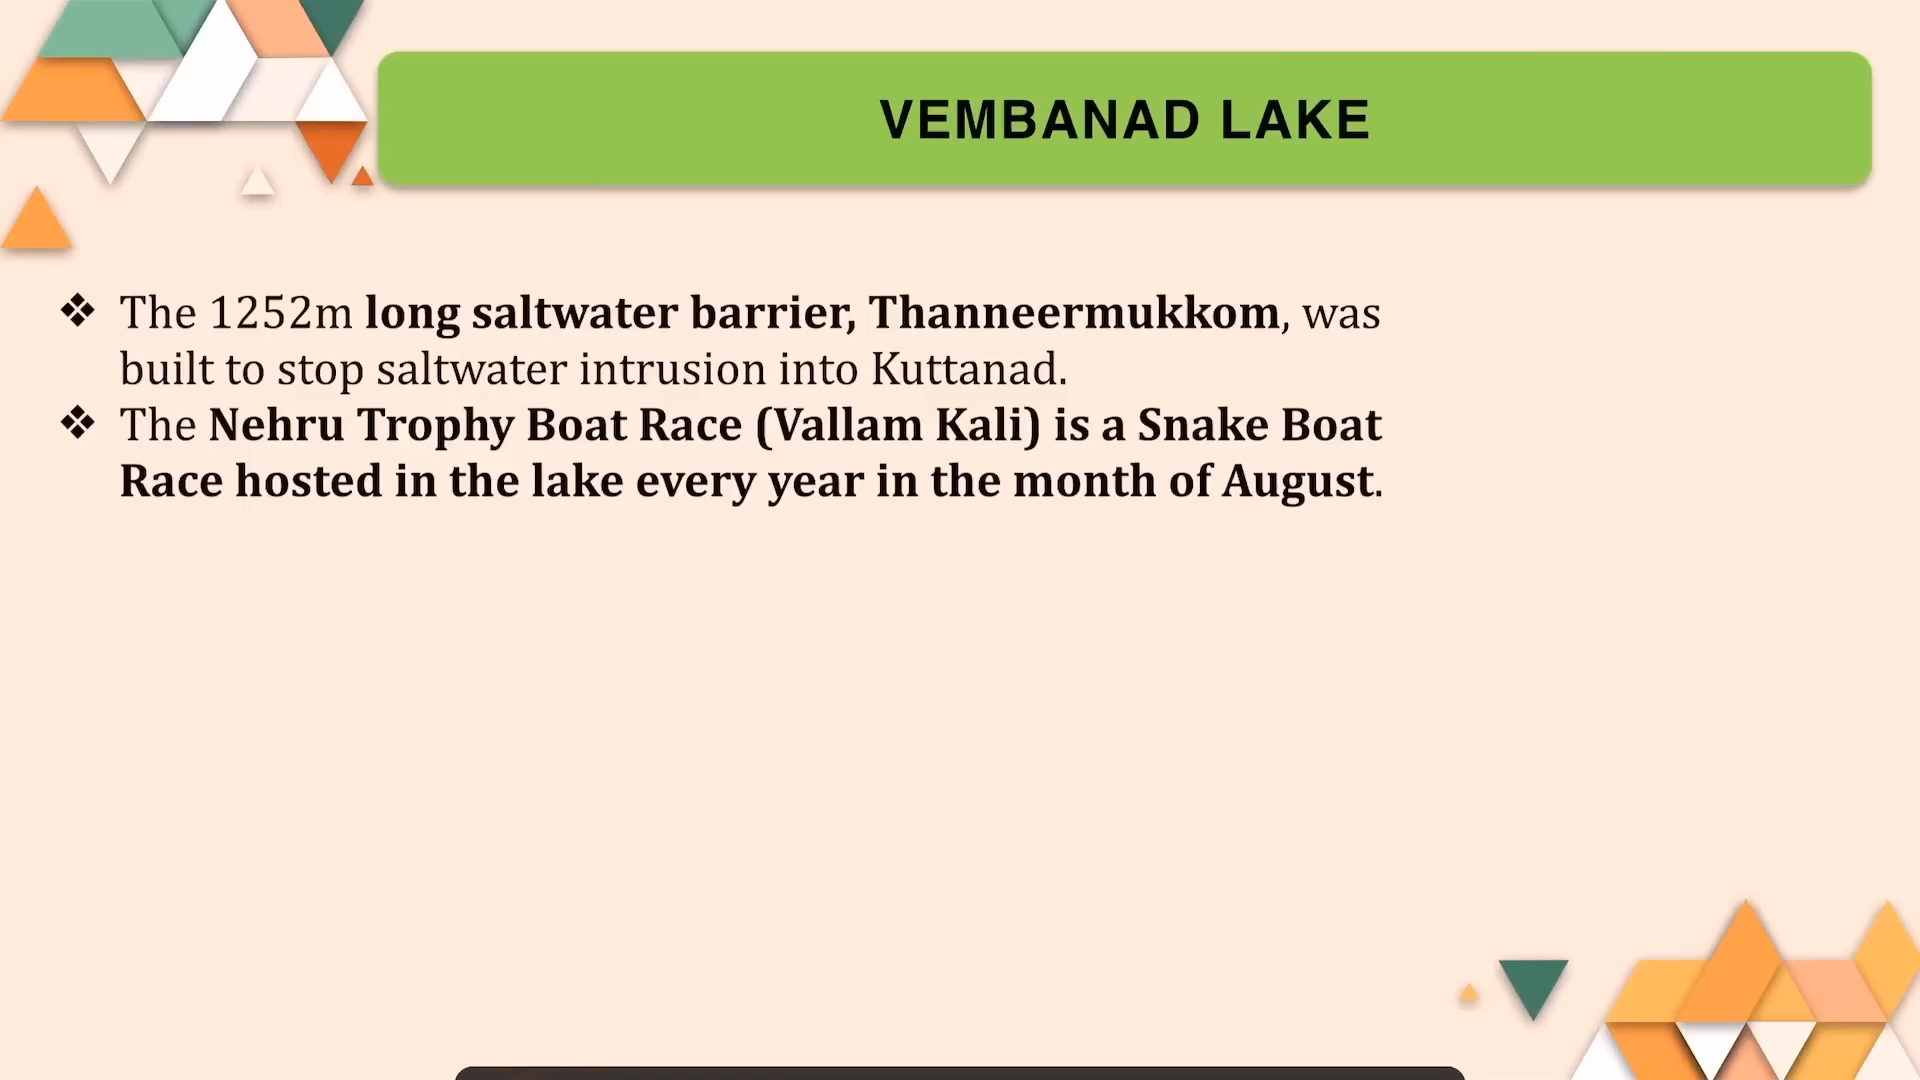 VEMBANAD LAKE
❖ The 1252m long saltwater barrier, Thanneermukkom, was
built to stop saltwater intrusion into Kuttanad.
❖ The Nehru Trophy Boat Race (Vallam Kali) is a Snake Boat
Race hosted in the lake every year in the month of August.